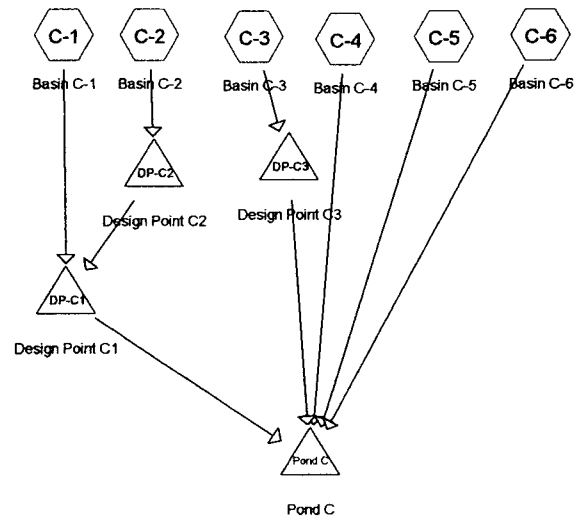 C-1
C-2
C-3
C-4
C-5
C-6
Basin C-1
Basin C-2
Basin C-3
Basin C-4
Basin C-5
Basin C-6
DP-C2
DP-C3
Design Point C2
Design Point C3
DP-C1
Design Point C1
Pond C
Pond C